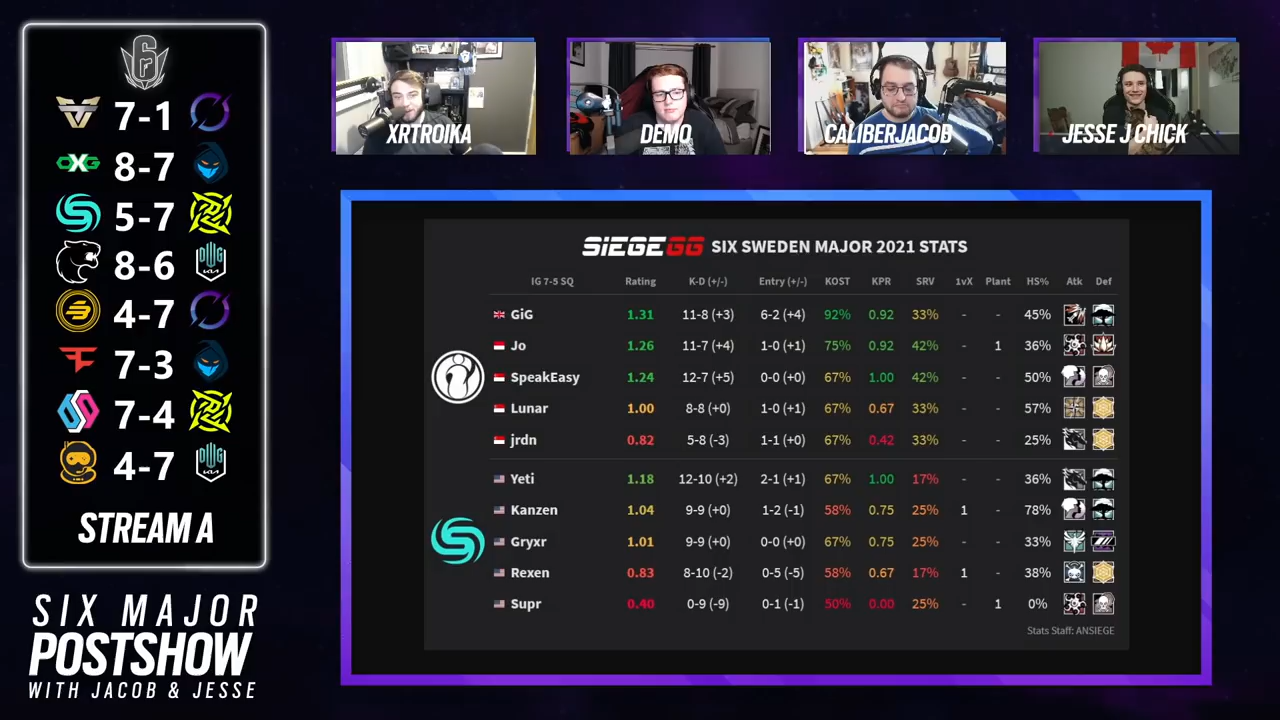 7-1
OXG 8-7
5-7
8-6 DWG KIA
4-7
7-3
7-4
4-7 DWG KIA
STREAM A
SIX MAJOR
POSTSHOW
WITH JACOB & JESSE
XRTROIKA DEMO CALIBERJACOB JESSE J CHICK
SIEGEGG SIX SWEDEN MAJOR 2021 STATS
IG 7-5 SQ Rating K-D (+/-) Entry (+/-) KOST KPR SRV 1vX Plant HS% Atk Def
GiG 1.31 11-8 (+3) 6-2 (+4) 92% 0.92 33% - - 45%
Jo 1.26 11-7 (+4) 1-0 (+1) 75% 0.92 42% - 1 36%
SpeakEasy 1.24 12-7 (+5) 0-0 (+0) 67% 1.00 42% - - 50%
Lunar 1.00 8-8 (+0) 1-0 (+1) 67% 0.67 33% - - 57%
jrdn 0.82 5-8 (-3) 1-1 (+0) 67% 0.42 33% - - 25%
Yeti 1.18 12-10 (+2) 2-1 (+1) 67% 1.00 17% - - 36%
Kanzen 1.04 9-9 (+0) 1-2 (-1) 58% 0.75 25% 1 - 78%
Gryxr 1.01 9-9 (+0) 0-0 (+0) 67% 0.75 25% - - 33%
Rexen 0.83 8-10 (-2) 0-5 (-5) 58% 0.67 17% 1 - 38%
Supr 0.40 0-9 (-9) 0-1 (-1) 50% 0.00 25% - 1 0%
Stats Staff: ANSIEGE